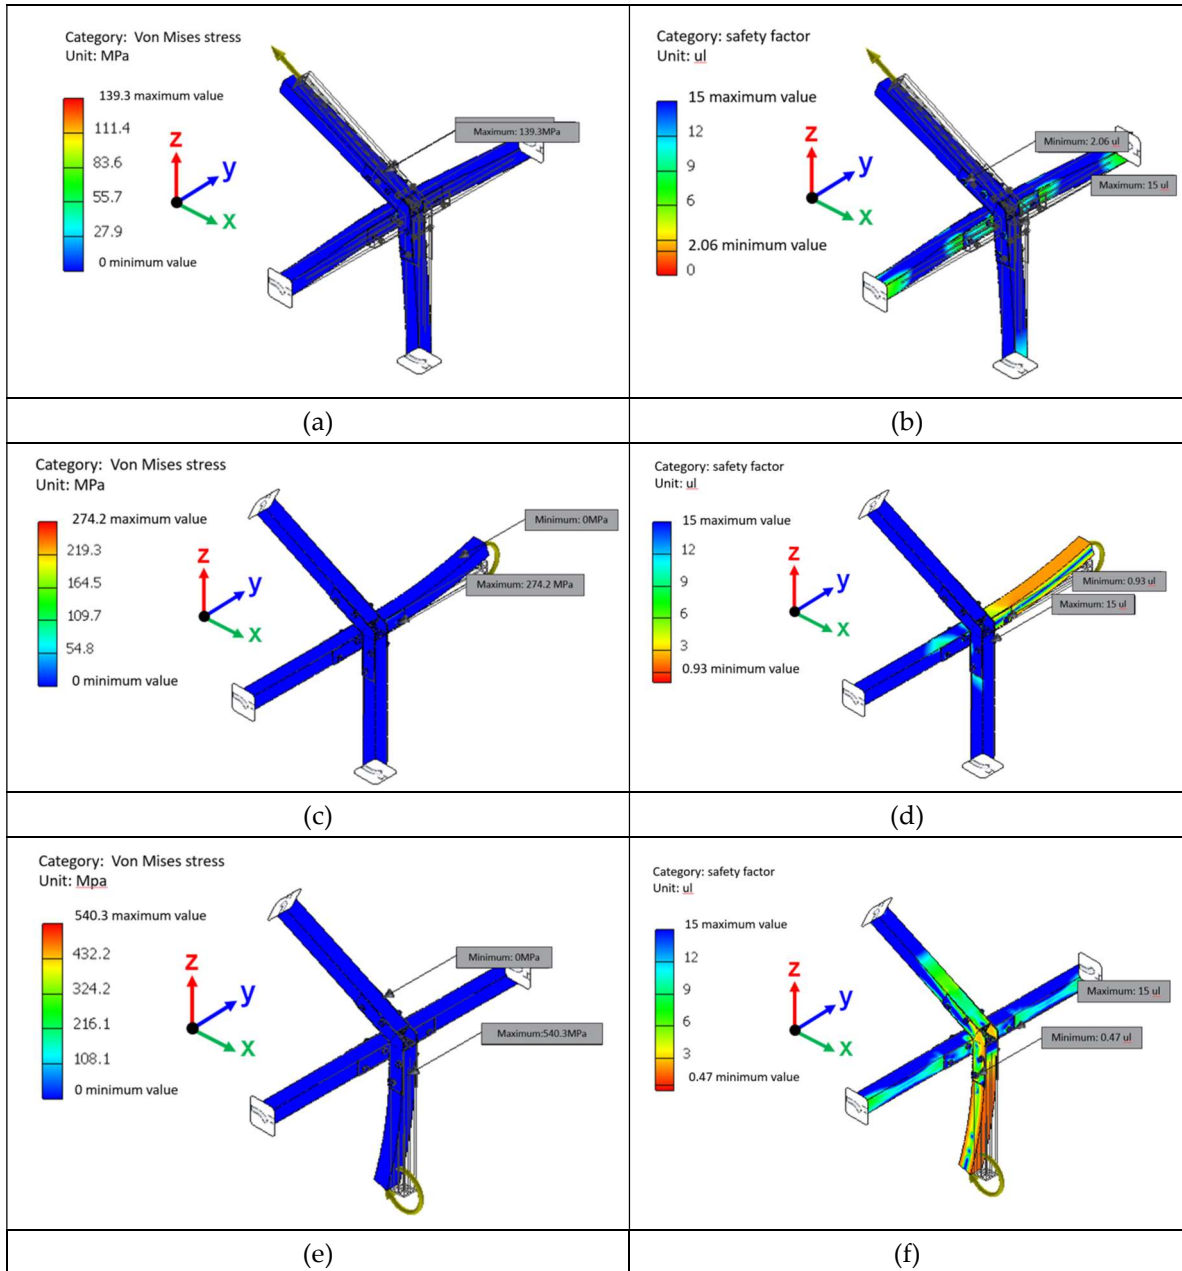 Category: Von Mises stress
Unit: MPa
139.3 maximum value
111.4
83.6
55.7
27.9
0 minimum value
z
y
x
Maximum: 139.3MPa
Category: safety factor
Unit: ul
15 maximum value
12
9
6
2.06 minimum value
0
z
y
x
Minimum: 2.06 ul
Maximum: 15 ul
(a)
(b)
Category: Von Mises stress
Unit: MPa
274.2 maximum value
219.3
164.5
109.7
54.8
0 minimum value
z
y
x
Minimum: 0MPa
Maximum: 274.2 MPa
Category: safety factor
Unit: ul
15 maximum value
12
9
6
3
0.93 minimum value
z
y
x
Minimum: 0.93 ul
Maximum: 15 ul
(c)
(d)
Category: Von Mises stress
Unit: Mpa
540.3 maximum value
432.2
324.2
216.1
108.1
0 minimum value
z
y
x
Minimum: 0MPa
Maximum:540.3MPa
Category: safety factor
Unit: ul
15 maximum value
12
9
6
3
0.47 minimum value
z
y
x
Maximum: 15 ul
Minimum: 0.47 ul
(e)
(f)